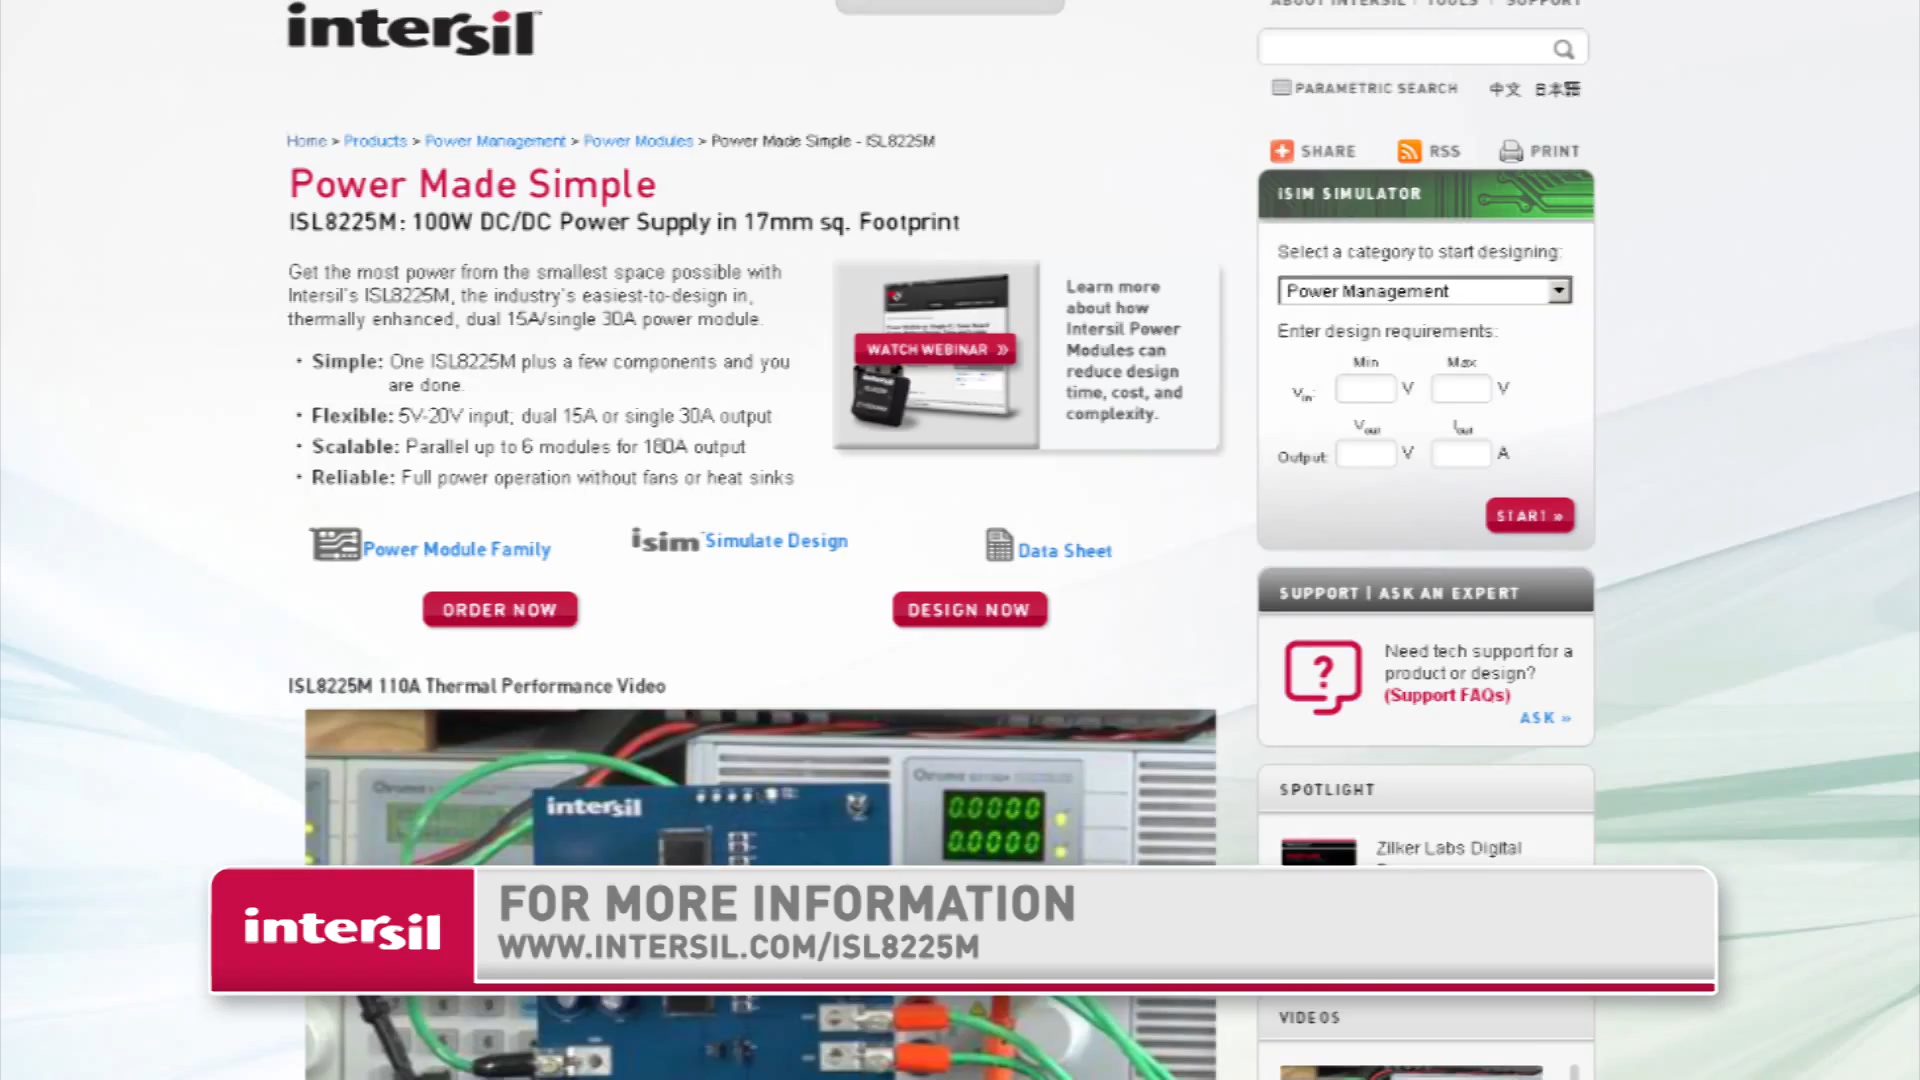 intersil
ABOUT INTERSIL | TOOLS | SUPPORT
PARAMETRIC SEARCH 中文 日本語
Home > Products > Power Management > Power Modules > Power Made Simple - ISL8225M
SHARE RSS PRINT
Power Made Simple
ISL8225M: 100W DC/DC Power Supply in 17mm sq. Footprint
Get the most power from the smallest space possible with
Intersil's ISL8225M, the industry's easiest-to-design in,
thermally enhanced, dual 15A/single 30A power module.
• Simple: One ISL8225M plus a few components and you
are done.
• Flexible: 5V-20V input; dual 15A or single 30A output
• Scalable: Parallel up to 6 modules for 180A output
• Reliable: Full power operation without fans or heat sinks
WATCH WEBINAR »
intersil
Learn more
about how
Intersil Power
Modules can
reduce design
time, cost, and
complexity.
Power Module Family
isim Simulate Design
Data Sheet
ORDER NOW
DESIGN NOW
ISL8225M 110A Thermal Performance Video
intersil
Chroma
0.0000
0.0000
iSIM SIMULATOR
Select a category to start designing:
Power Management
Enter design requirements:
Min Max
Vin: V V
Vout Iout
Output: V A
START »
SUPPORT | ASK AN EXPERT
Need tech support for a
product or design?
(Support FAQs)
ASK »
SPOTLIGHT
Zilker Labs Digital
VIDEOS
intersil
FOR MORE INFORMATION
WWW.INTERSIL.COM/ISL8225M